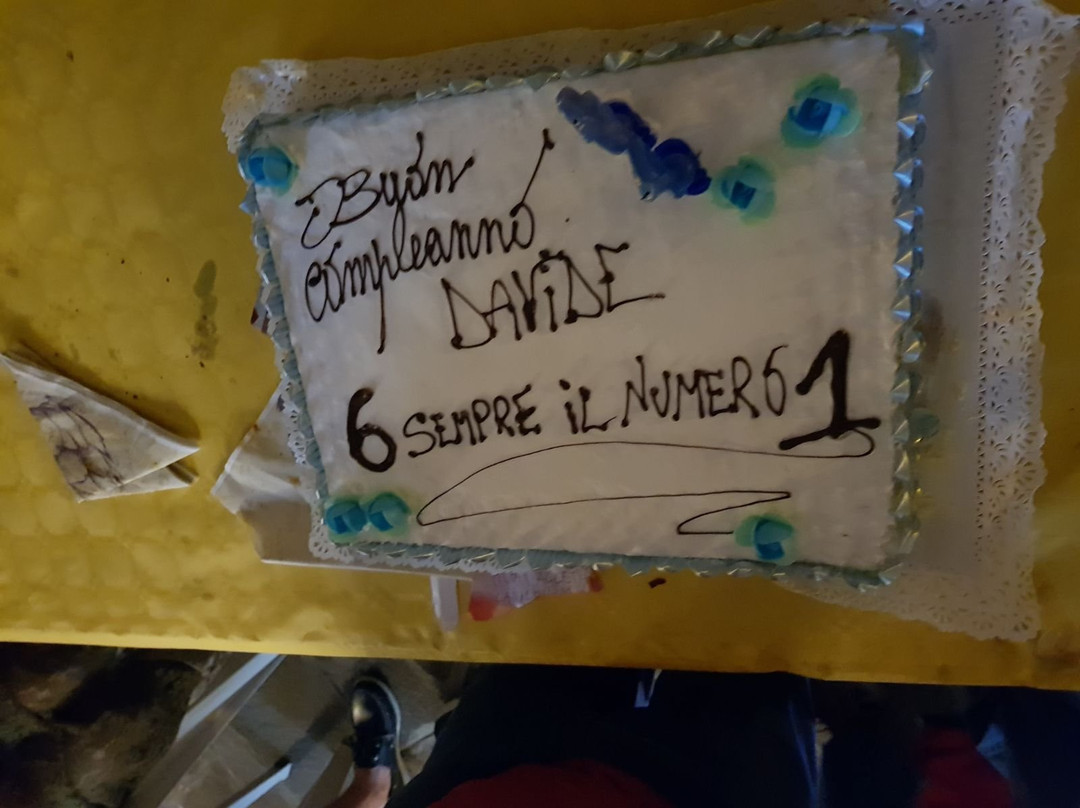 Buon
compleanno
DAViDE
6 SEMPRE iL NUMERO 1